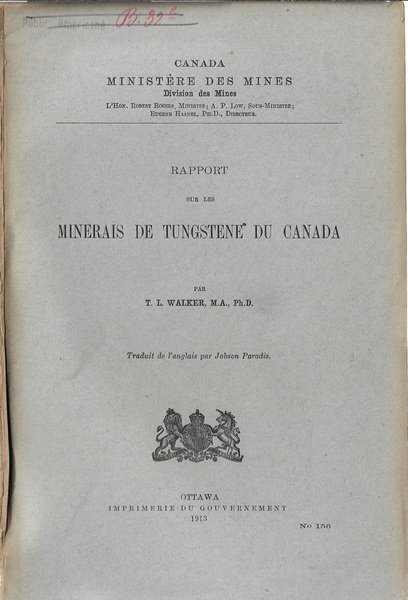 B. 32e
CANADA
MINISTÈRE DES MINES
Division des Mines
L'HON. ROBERT ROGERS, MINISTRE; A. P. LOW, SOUS-MINISTRE;
EUGENE HAANEL, PH.D., DIRECTEUR.
RAPPORT
SUR LES
MINERAIS DE TUNGSTENE DU CANADA
PAR
T. L. WALKER, M.A., Ph.D.
Traduit de l'anglais par Jobson Paradis.
OTTAWA
IMPRIMERIE DU GOUVERNEMENT
1913
No 156